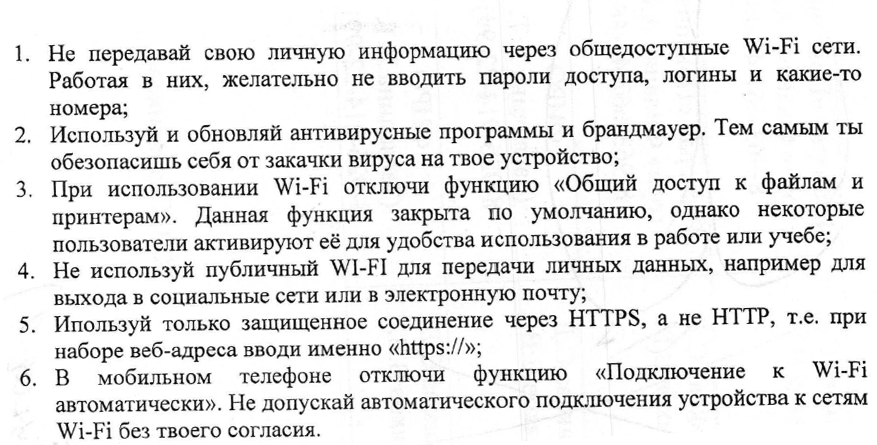 1. Не передавай свою личную информацию через общедоступные Wi-Fi сети.
Работая в них, желательно не вводить пароли доступа, логины и какие-то
номера;
2. Используй и обновляй антивирусные программы и брандмауер. Тем самым ты
обезопасишь себя от закачки вируса на твое устройство;
3. При использовании Wi-Fi отключи функцию «Общий доступ к файлам и
принтерам». Данная функция закрыта по умолчанию, однако некоторые
пользователи активируют её для удобства использования в работе или учебе;
4. Не используй публичный WI-FI для передачи личных данных, например для
выхода в социальные сети или в электронную почту;
5. Ипользуй только защищенное соединение через HTTPS, а не HTTP, т.е. при
наборе веб-адреса вводи именно «https://»;
6. В мобильном телефоне отключи функцию «Подключение к Wi-Fi
автоматически». Не допускай автоматического подключения устройства к сетям
Wi-Fi без твоего согласия.